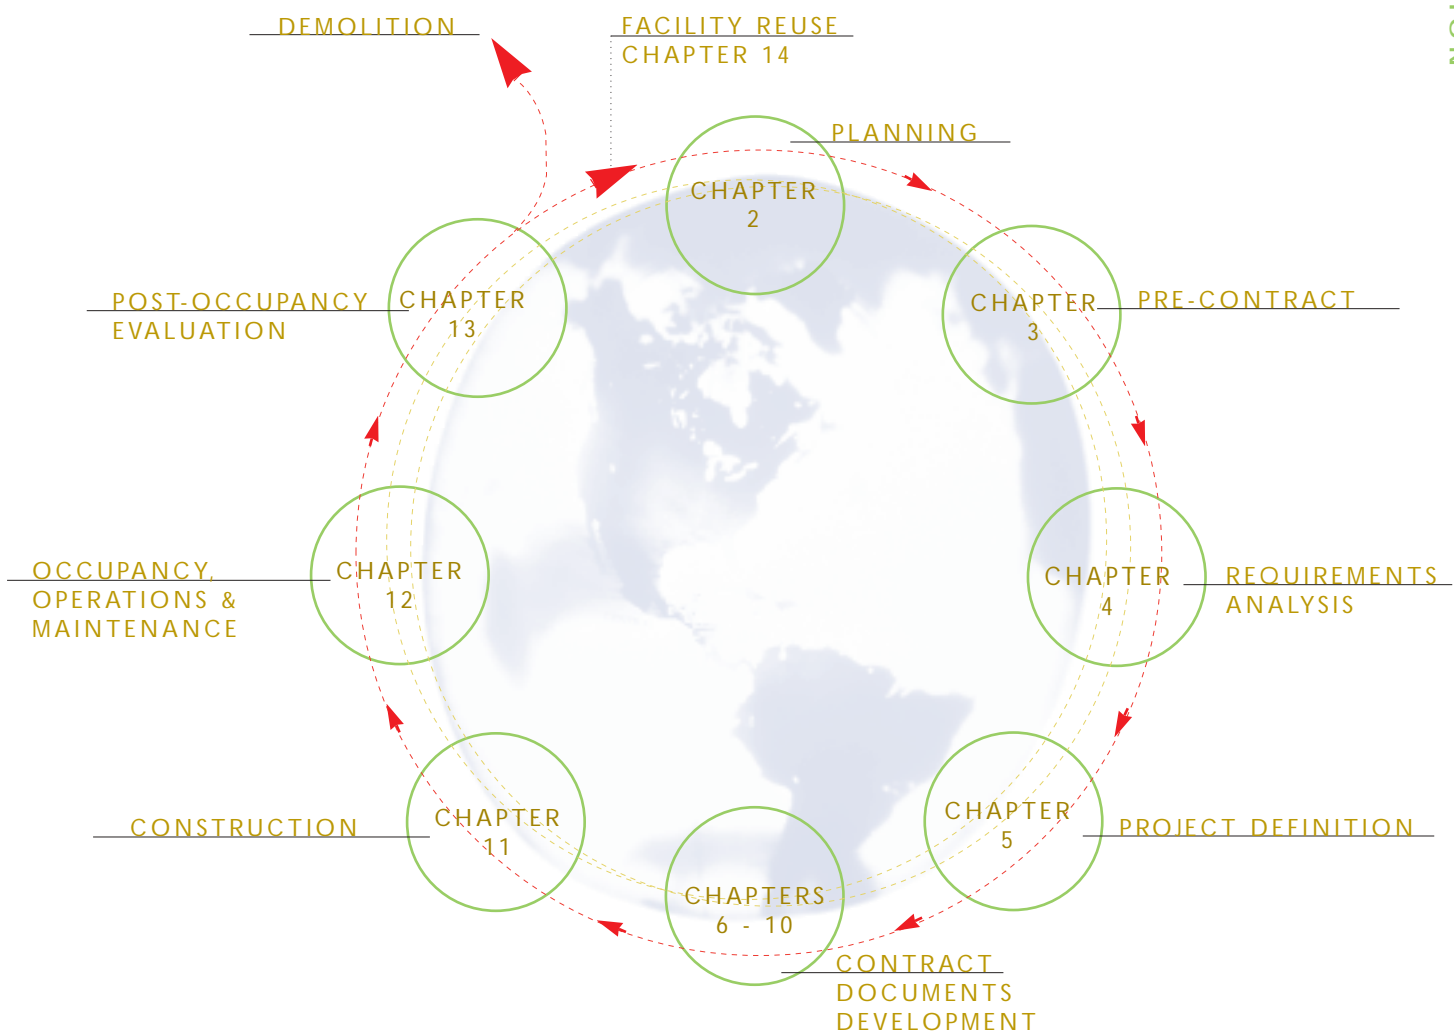 DEMOLITION
FACILITY REUSE
CHAPTER 14
PLANNING
CHAPTER
2
POST-OCCUPANCY
EVALUATION
CHAPTER
13
CHAPTER
3
PRE-CONTRACT
OCCUPANCY,
OPERATIONS &
MAINTENANCE
CHAPTER
12
CHAPTER
4
REQUIREMENTS
ANALYSIS
CONSTRUCTION
CHAPTER
11
CHAPTER
5
PROJECT DEFINITION
CHAPTERS
6 - 10
CONTRACT
DOCUMENTS
DEVELOPMENT